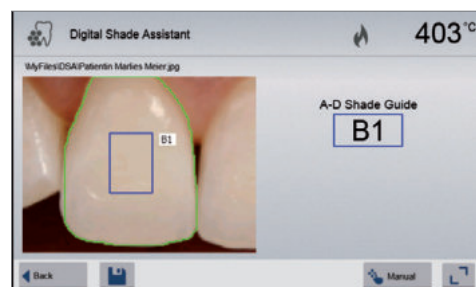 Digital Shade Assistant
403 °C
\MyFiles\DSA\Patientin Marlies Meier.jpg
B1
A-D Shade Guide
B1
Back
Manual